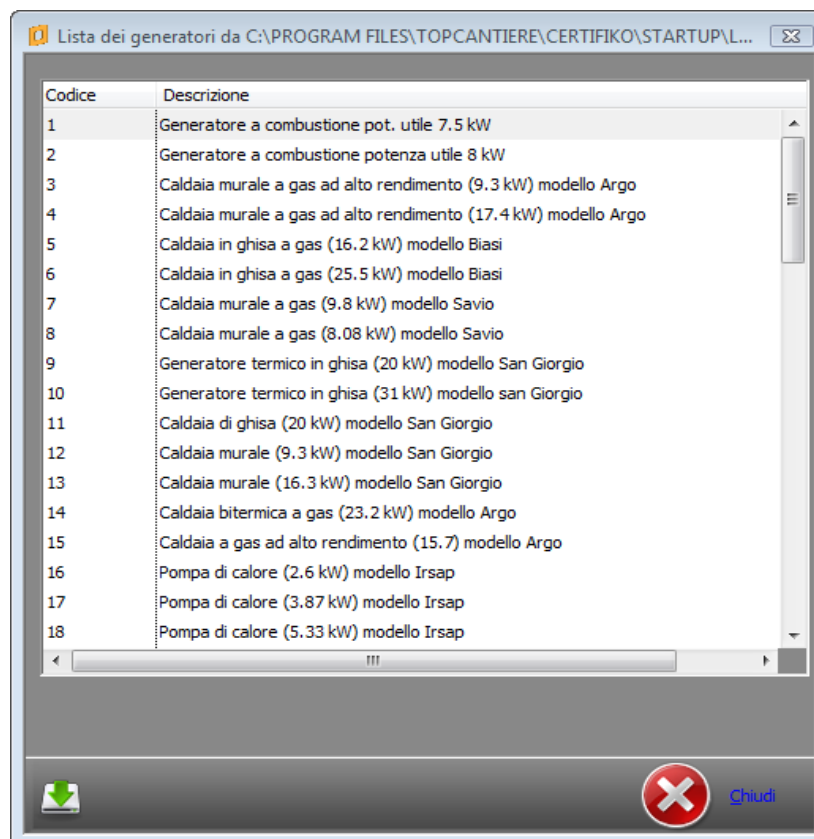 Lista dei generatori da C:\PROGRAM FILES\TOPCANTIERE\CERTIFIKO\STARTUP\L...
Codice Descrizione
1 Generatore a combustione pot. utile 7.5 kW
2 Generatore a combustione potenza utile 8 kW
3 Caldaia murale a gas ad alto rendimento (9.3 kW) modello Argo
4 Caldaia murale a gas ad alto rendimento (17.4 kW) modello Argo
5 Caldaia in ghisa a gas (16.2 kW) modello Biasi
6 Caldaia in ghisa a gas (25.5 kW) modello Biasi
7 Caldaia murale a gas (9.8 kW) modello Savio
8 Caldaia murale a gas (8.08 kW) modello Savio
9 Generatore termico in ghisa (20 kW) modello San Giorgio
10 Generatore termico in ghisa (31 kW) modello san Giorgio
11 Caldaia di ghisa (20 kW) modello San Giorgio
12 Caldaia murale (9.3 kW) modello San Giorgio
13 Caldaia murale (16.3 kW) modello San Giorgio
14 Caldaia bitermica a gas (23.2 kW) modello Argo
15 Caldaia a gas ad alto rendimento (15.7) modello Argo
16 Pompa di calore (2.6 kW) modello Irsap
17 Pompa di calore (3.87 kW) modello Irsap
18 Pompa di calore (5.33 kW) modello Irsap
Chiudi